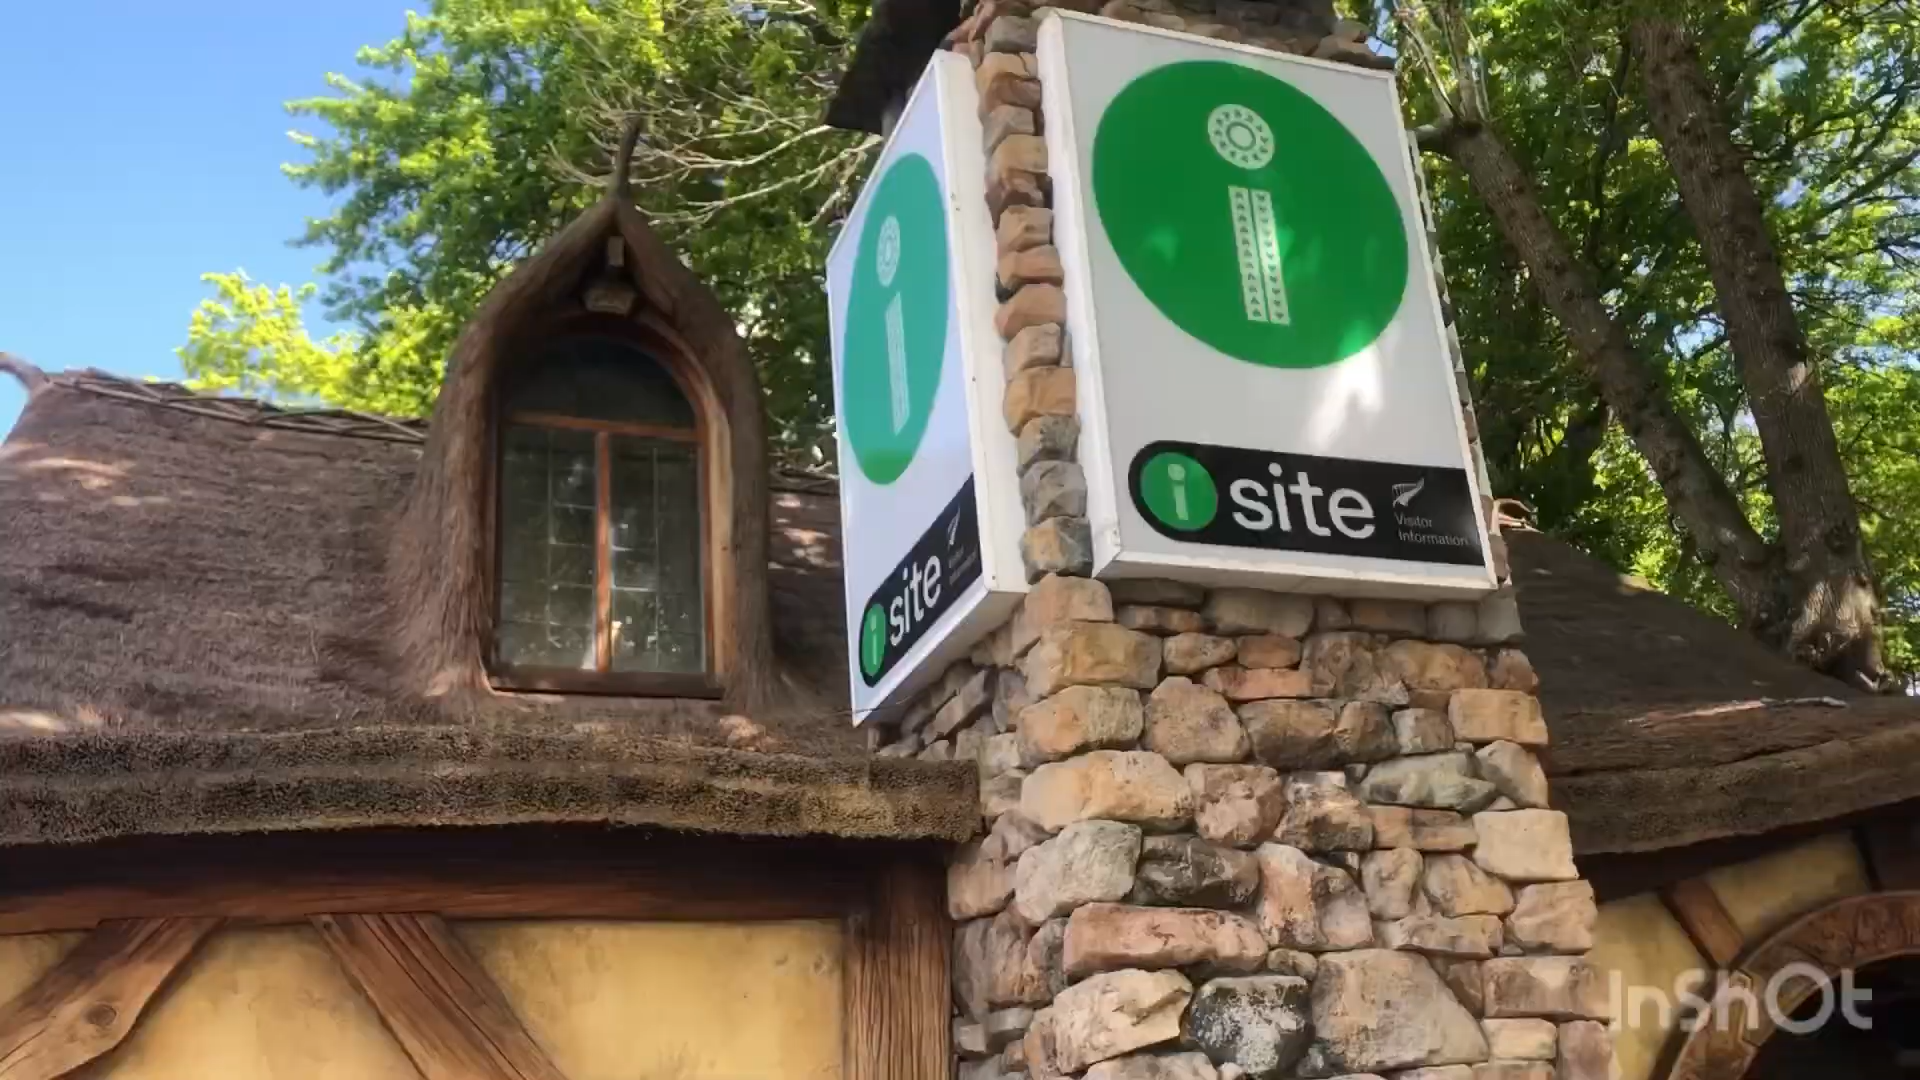 i
i
i site
Visitor
Information
i site
InShOt